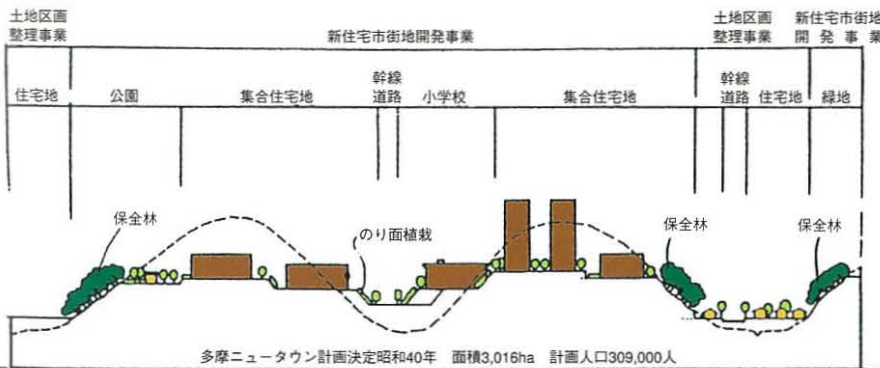 土地区画
整理事業
新住宅市街地開発事業
土地区画
整理事業
新住宅市街地
開発事業
住宅地
公園
集合住宅地
幹線
道路
小学校
集合住宅地
幹線
道路
住宅地
緑地
保全林
のり面植栽
保全林
保全林
多摩ニュータウン計画決定昭和40年 面積3,016ha 計画人口309,000人